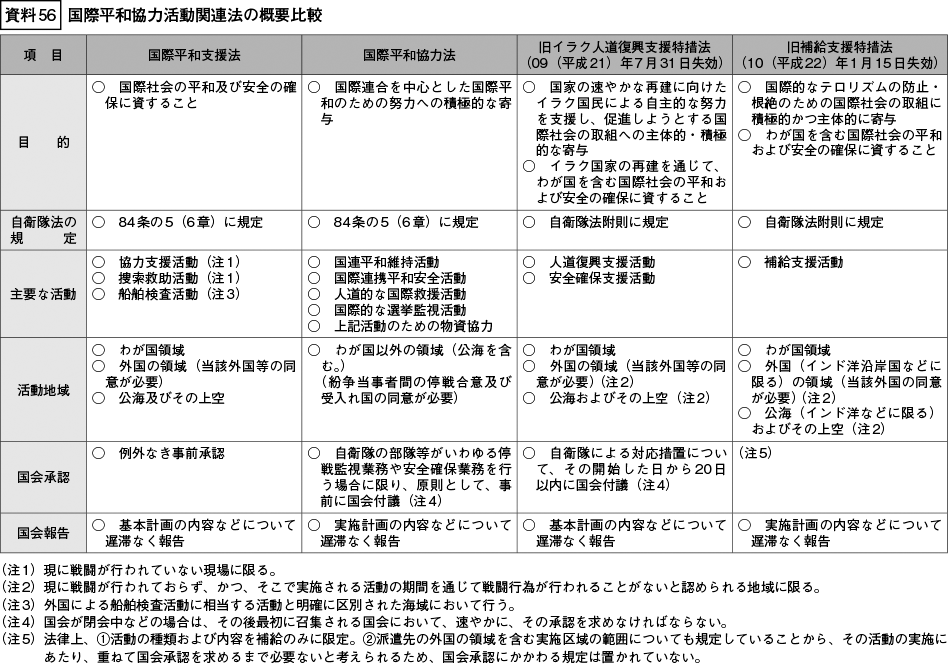 資料56 国際平和協力活動関連法の概要比較
項 目
国際平和支援法
国際平和協力法
旧イラク人道復興支援特措法
(09(平成21)年7月31日失効)
旧補給支援特措法
(10(平成22)年1月15日失効)
目 的
○ 国際社会の平和及び安全の確
保に資すること
○ 国際連合を中心とした国際平
和のための努力への積極的な寄
与
○ 国家の速やかな再建に向けた
イラク国民による自主的な努力
を支援し、促進しようとする国
際社会の取組への主体的・積極
的な寄与
○ イラク国家の再建を通じて、
わが国を含む国際社会の平和お
よび安全の確保に資すること
○ 国際的なテロリズムの防止・
根絶のための国際社会の取組に
積極的かつ主体的に寄与
○ わが国を含む国際社会の平和
および安全の確保に資すること
自衛隊法の
規 定
○ 84条の5(6章)に規定
○ 84条の5(6章)に規定
○ 自衛隊法附則に規定
○ 自衛隊法附則に規定
主要な活動
○ 協力支援活動(注1)
○ 捜索救助活動(注1)
○ 船舶検査活動(注3)
○ 国連平和維持活動
○ 国際連携平和安全活動
○ 人道的な国際救援活動
○ 国際的な選挙監視活動
○ 上記活動のための物資協力
○ 人道復興支援活動
○ 安全確保支援活動
○ 補給支援活動
活動地域
○ わが国領域
○ 外国の領域(当該外国等の同
意が必要)
○ 公海及びその上空
○ わが国以外の領域(公海を含
む。)
(紛争当事者間の停戦合意及び
受入れ国の同意が必要)
○ わが国領域
○ 外国の領域(当該外国等の同
意が必要)(注2)
○ 公海およびその上空(注2)
○ わが国領域
○ 外国(インド洋沿岸国などに
限る)の領域(当該外国の同意が
必要)(注2)
○ 公海(インド洋などに限る)
およびその上空(注2)
国会承認
○ 例外なき事前承認
○ 自衛隊の部隊等がいわゆる停
戦監視業務や安全確保業務を行
う場合に限り、原則として、事
前に国会付議(注4)
○ 自衛隊による対応措置につい
て、その開始した日から20日
以内に国会付議(注4)
(注5)
国会報告
○ 基本計画の内容などについて
遅滞なく報告
○ 実施計画の内容などについて
遅滞なく報告
○ 基本計画の内容などについて
遅滞なく報告
○ 実施計画の内容などについて
遅滞なく報告
(注1) 現に戦闘が行われていない現場に限る。
(注2) 現に戦闘が行われておらず、かつ、そこで実施される活動の期間を通じて戦闘行為が行われることがないと認められる地域に限る。
(注3) 外国による船舶検査活動に相当する活動と明確に区別された海域において行う。
(注4) 国会が閉会中などの場合は、その後最初に召集される国会において、速やかに、その承認を求めなければならない。
(注5) 法律上、①活動の種類および内容を補給のみに限定。②派遣先の外国の領域を含む実施区域の範囲についても規定していることから、その活動の実施に
あたり、重ねて国会承認を求めるまで必要ないと考えられるため、国会承認にかかわる規定は置かれていない。